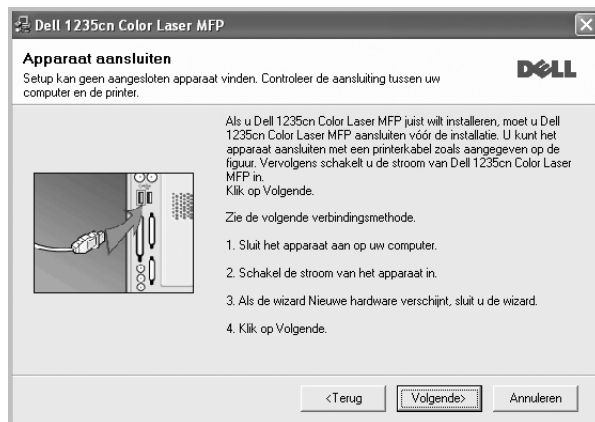 Dell 1235cn Color Laser MFP
Apparaat aansluiten
Setup kan geen aangesloten apparaat vinden. Controleer de aansluiting tussen uw
computer en de printer.
DELL
Als u Dell 1235cn Color Laser MFP juist wilt installeren, moet u Dell
1235cn Color Laser MFP aansluiten vóór de installatie. U kunt het
apparaat aansluiten met een printerkabel zoals aangegeven op de
figuur. Vervolgens schakelt u de stroom van Dell 1235cn Color Laser
MFP in.
Klik op Volgende.
Zie de volgende verbindingsmethode.
1. Sluit het apparaat aan op uw computer.
2. Schakel de stroom van het apparaat in.
3. Als de wizard Nieuwe hardware verschijnt, sluit u de wizard.
4. Klik op Volgende.
<Terug
Volgende>
Annuleren